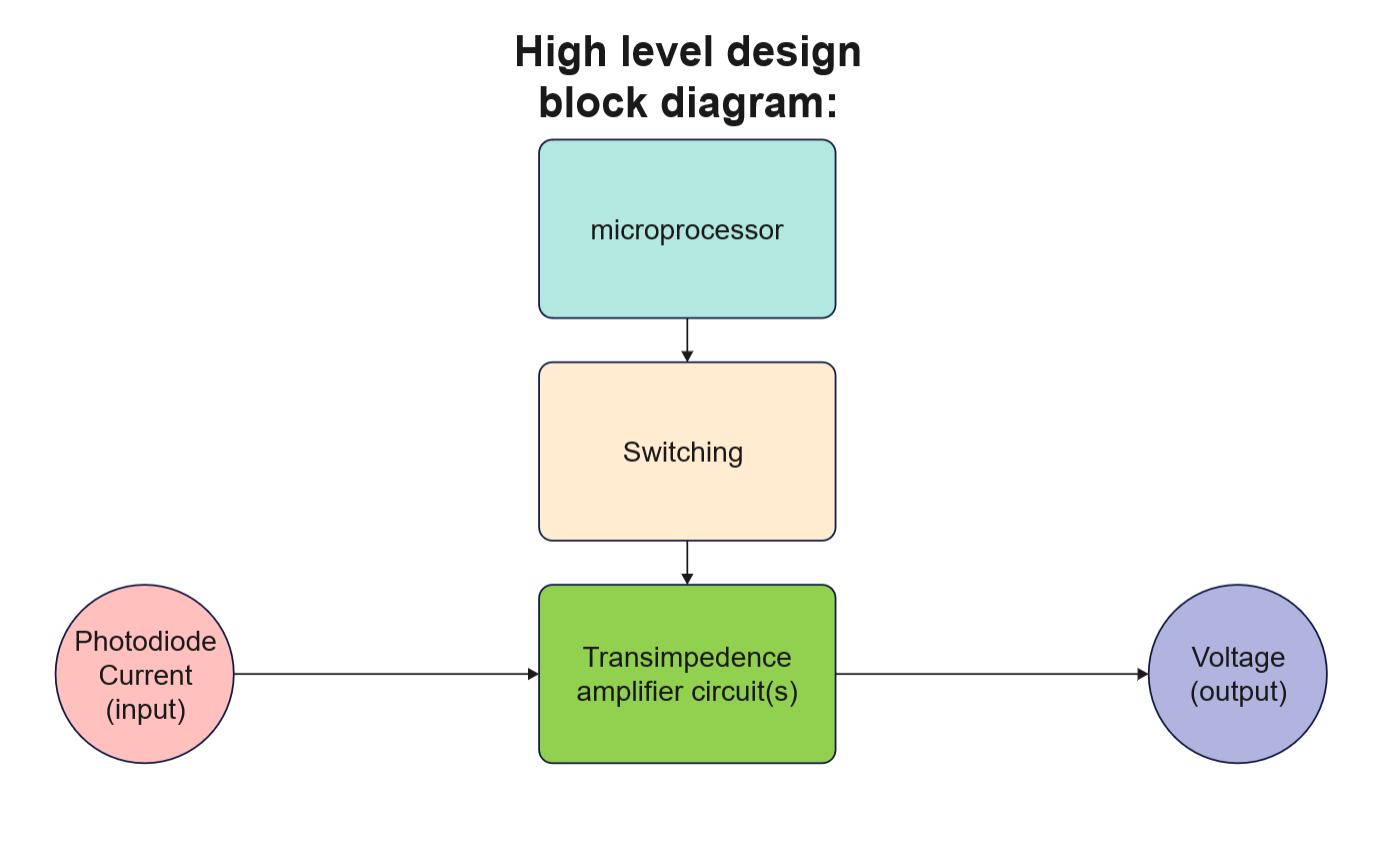 High level design
block diagram:
microprocessor
Switching
Photodiode
Current
(input)
Transimpedence
amplifier circuit(s)
Voltage
(output)